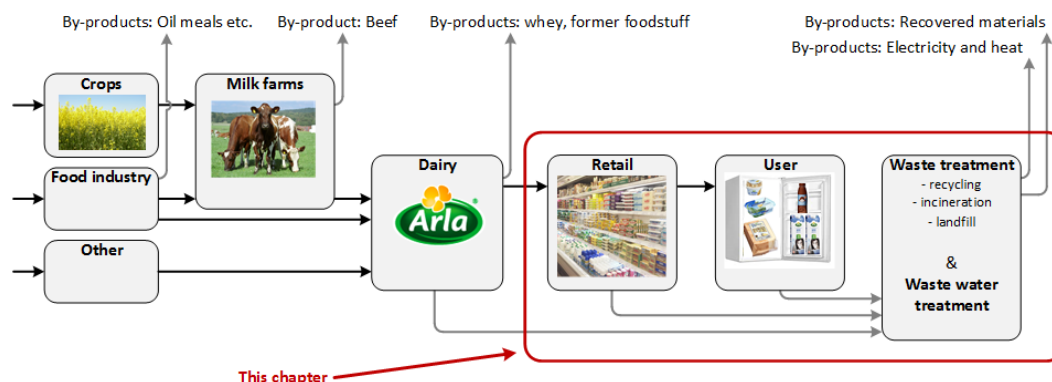 By-products: Oil meals etc.
By-product: Beef
By-products: whey, former foodstuff
By-products: Recovered materials
By-products: Electricity and heat
Crops
Milk farms
Food industry
Other
Dairy
Arla
Retail
User
Waste treatment
- recycling
- incineration
- landfill
&
Waste water
treatment
This chapter